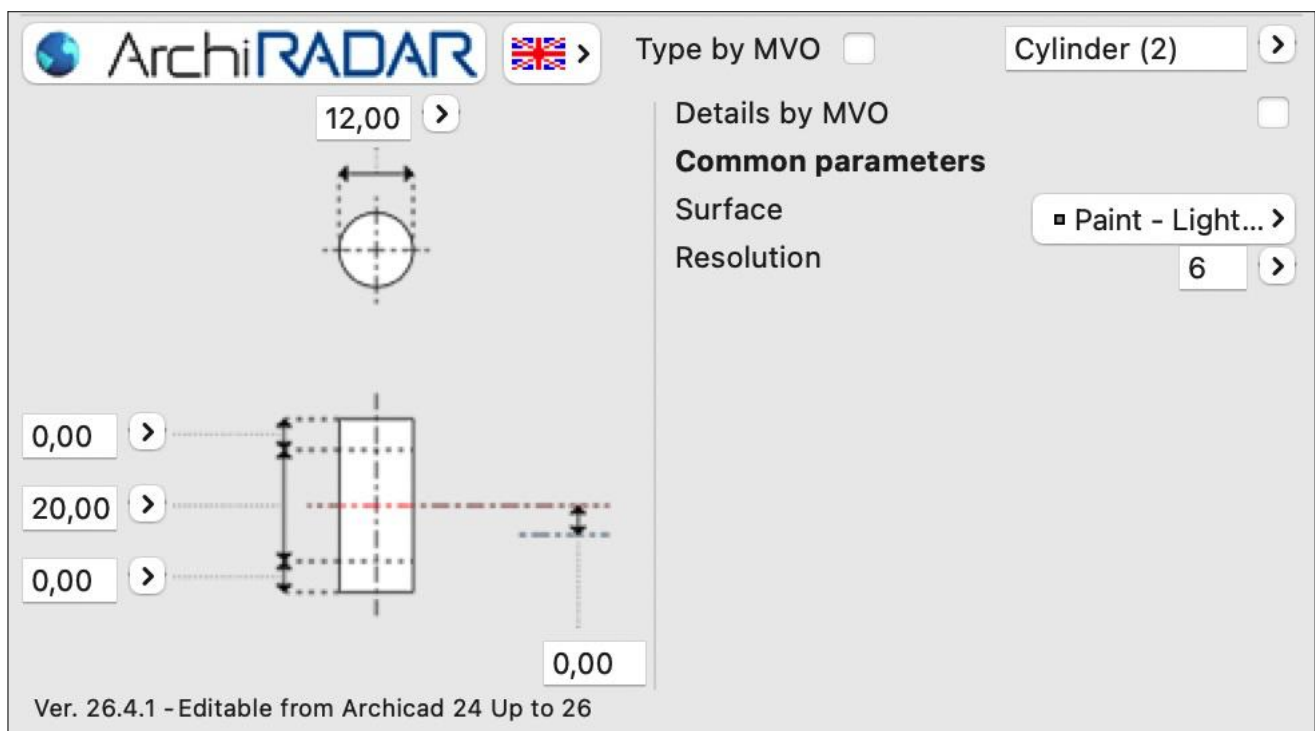 ArchiRADAR
Type by MVO
Cylinder (2)
12,00
Details by MVO
Common parameters
Surface
Paint - Light...
Resolution
6
0,00
20,00
0,00
0,00
Ver. 26.4.1 - Editable from Archicad 24 Up to 26